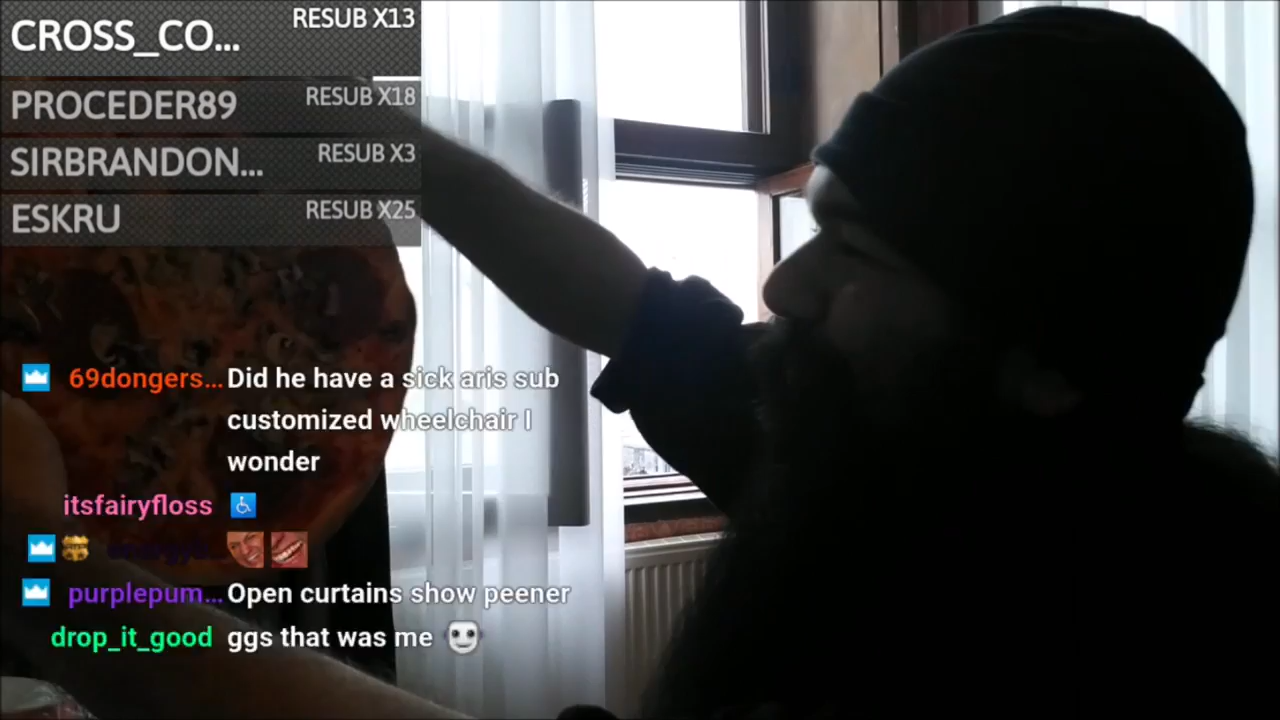 CROSS_CO... RESUB X13
PROCEDER89 RESUB X18
SIRBRANDON... RESUB X3
ESKRU RESUB X25
69dongers... Did he have a sick aris sub
customized wheelchair I
wonder
itsfairyfloss
purplepum... Open curtains show peener
drop_it_good ggs that was me